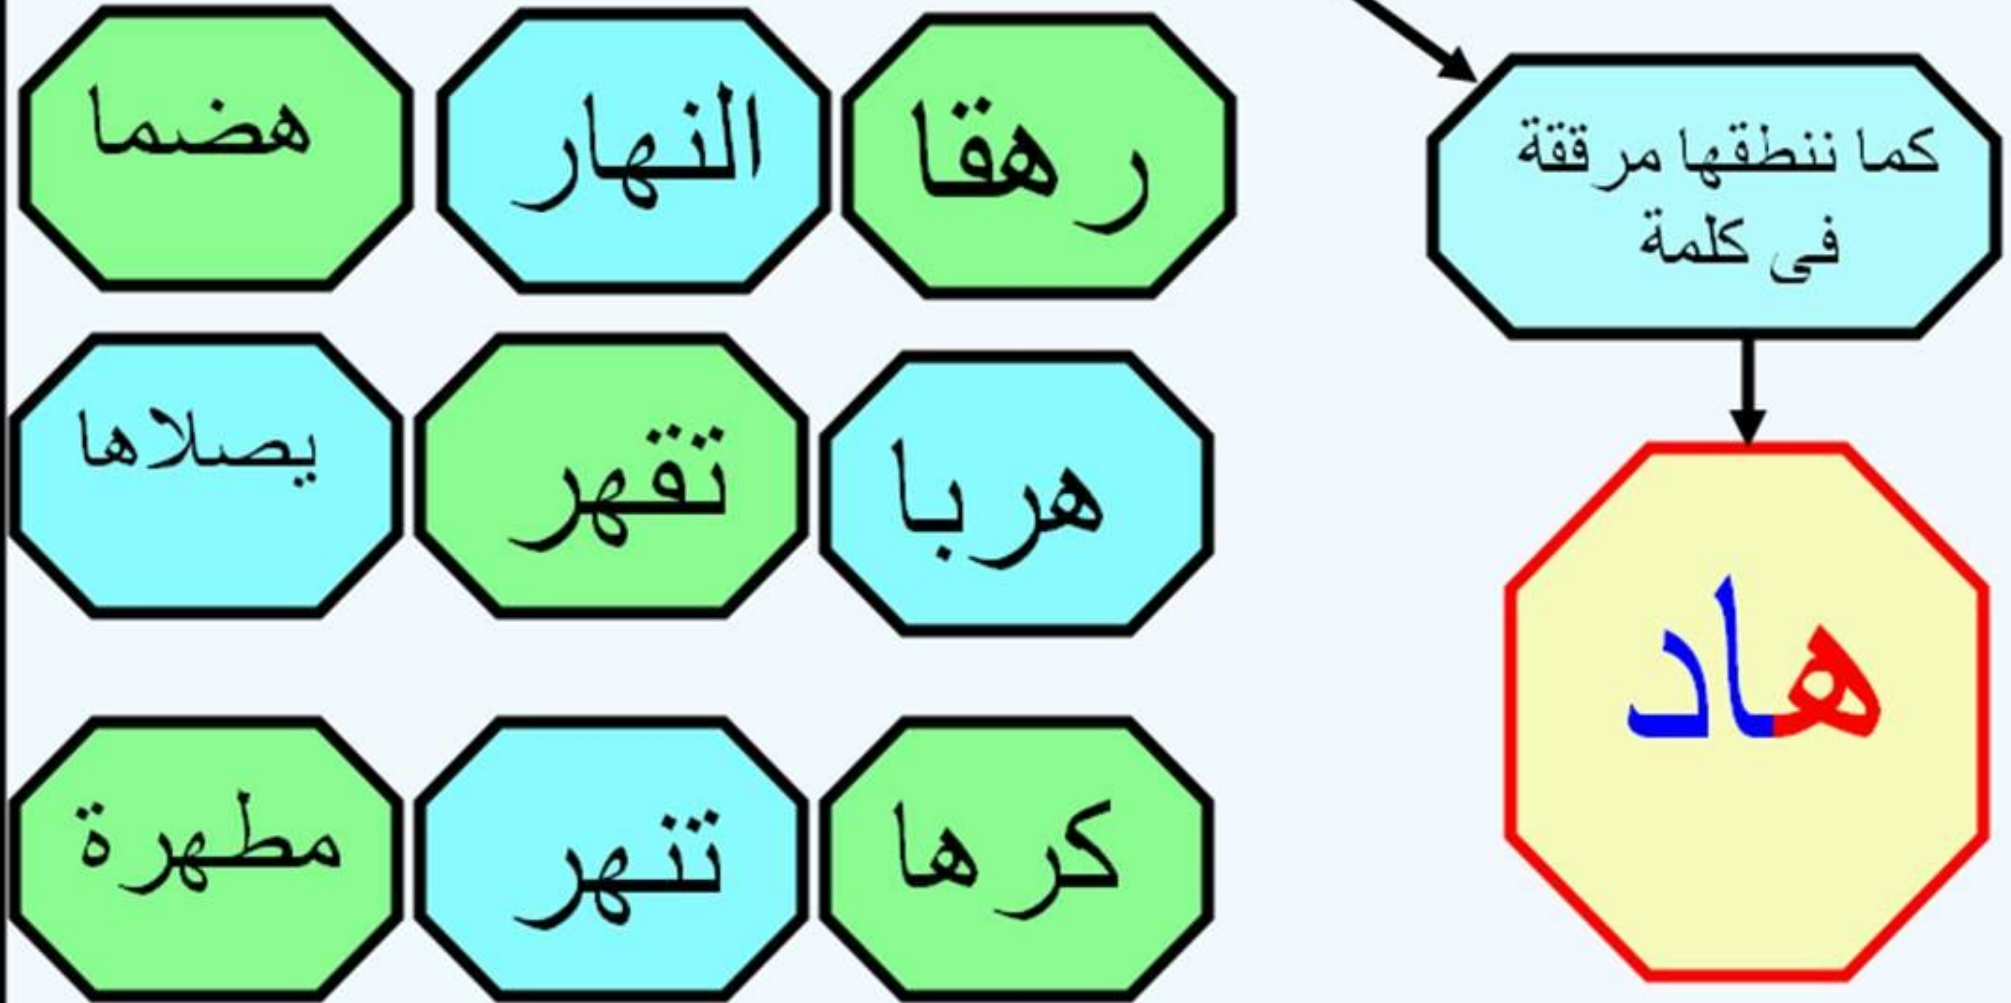 كما ننطقها مرققة
فى كلمة
هاد
رهقا
النهار
هضما
هربا
تقهر
يصلاها
كرها
تنهر
مطهرة